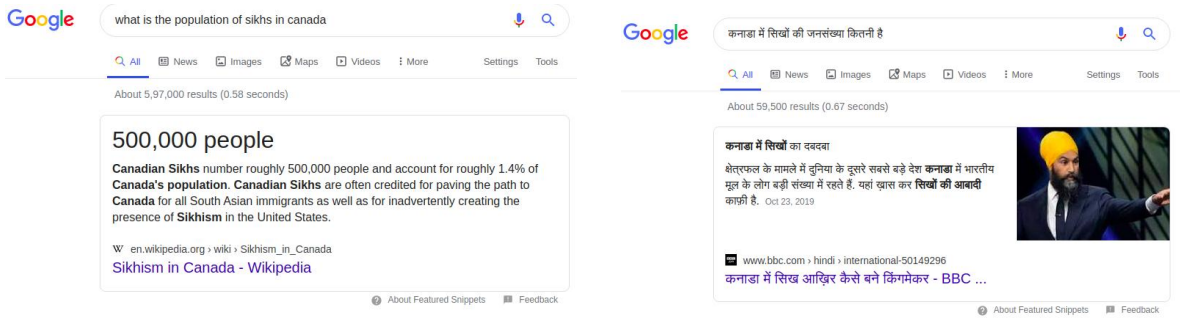 Google
what is the population of sikhs in canada
All News Images Maps Videos More Settings Tools
About 5,97,000 results (0.58 seconds)
500,000 people
Canadian Sikhs number roughly 500,000 people and account for roughly 1.4% of
Canada's population. Canadian Sikhs are often credited for paving the path to
Canada for all South Asian immigrants as well as for inadvertently creating the
presence of Sikhism in the United States.
W en.wikipedia.org › wiki › Sikhism_in_Canada
Sikhism in Canada - Wikipedia
About Featured Snippets Feedback
Google
कनाडा में सिखों की जनसंख्या कितनी है
All News Images Maps Videos More Settings Tools
About 59,500 results (0.67 seconds)
कनाडा में सिखों का दबदबा
क्षेत्रफल के मामले में दुनिया के दूसरे सबसे बड़े देश कनाडा में भारतीय
मूल के लोग बड़ी संख्या में रहते हैं. यहां ख़ास कर सिखों की आबादी
काफ़ी है. Oct 23, 2019
www.bbc.com › hindi › international-50149296
कनाडा में सिख आख़िर कैसे बने किंगमेकर - BBC ...
About Featured Snippets Feedback